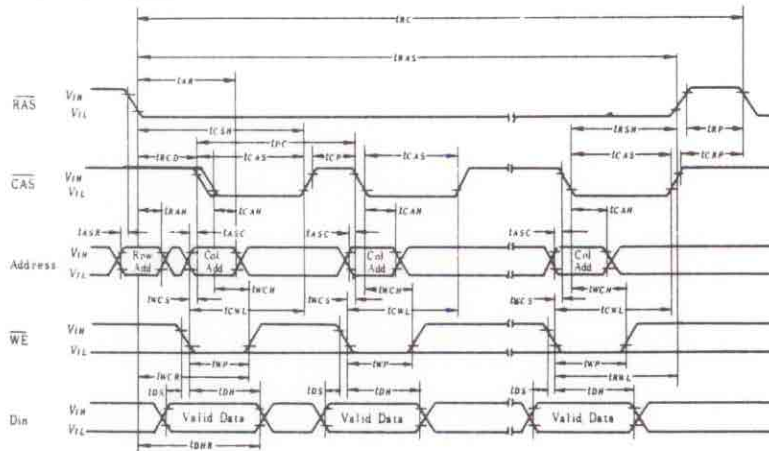 tRC
tRAS
tAR
RAS VIH
VIL
tCSH
tPC
tRSH tRP
tRCD tCAS tCP tCAS tCAS tCRP
CAS VIH
VIL
tRAH tCAH tCAH tCAH
tASR tASC tASC tASC
Address VIH
VIL
Row Add
Col Add
Col Add
Col Add
tWCH tWCH tWCH
tWCS tCWL tWCS tCWL tWCS tCWL
WE VIH
VIL
tWP tWP tWP
tWCR tRWL
tDS tDH tDS tDH tDS tDH
Din VIH
VIL
Valid Data Valid Data Valid Data
tDHR